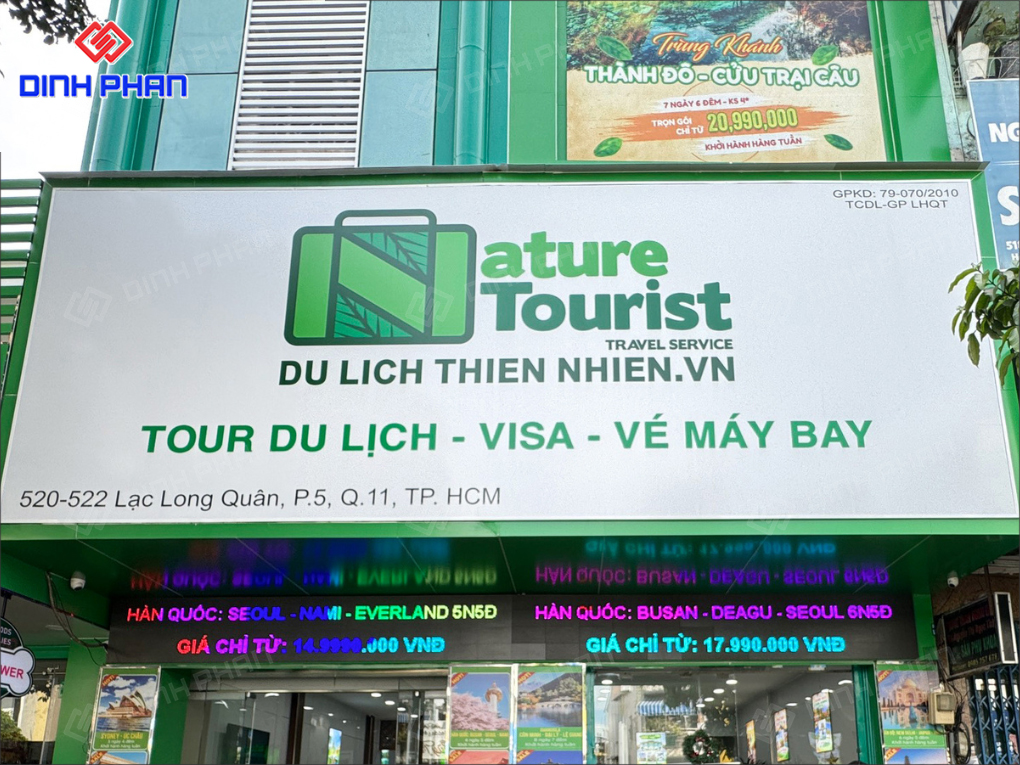 DINH PHAN
Trùng Khánh
THÀNH ĐÔ - CỬU TRẠI CÂU
7 NGÀY 6 ĐÊM - KS 4*
TRỌN GÓI
CHỈ TỪ 20,990,000
KHỞI HÀNH HÀNG TUẦN
GPKD: 79-070/2010
TCDL-GP LHQT
Nature
Tourist
TRAVEL SERVICE
DU LICH THIEN NHIEN.VN
TOUR DU LỊCH - VISA - VÉ MÁY BAY
520-522 Lạc Long Quân, P.5, Q.11, TP. HCM
HÀN QUỐC: SEOUL - NAMI - EVERLAND 5N5Đ
GIÁ CHỈ TỪ: 14.9990.000 VNĐ
HÀN QUỐC: BUSAN - DEAGU - SEOUL 6N5Đ
GIÁ CHỈ TỪ: 17.990.000 VNĐ
SYDNEY - ÚC CHÂU